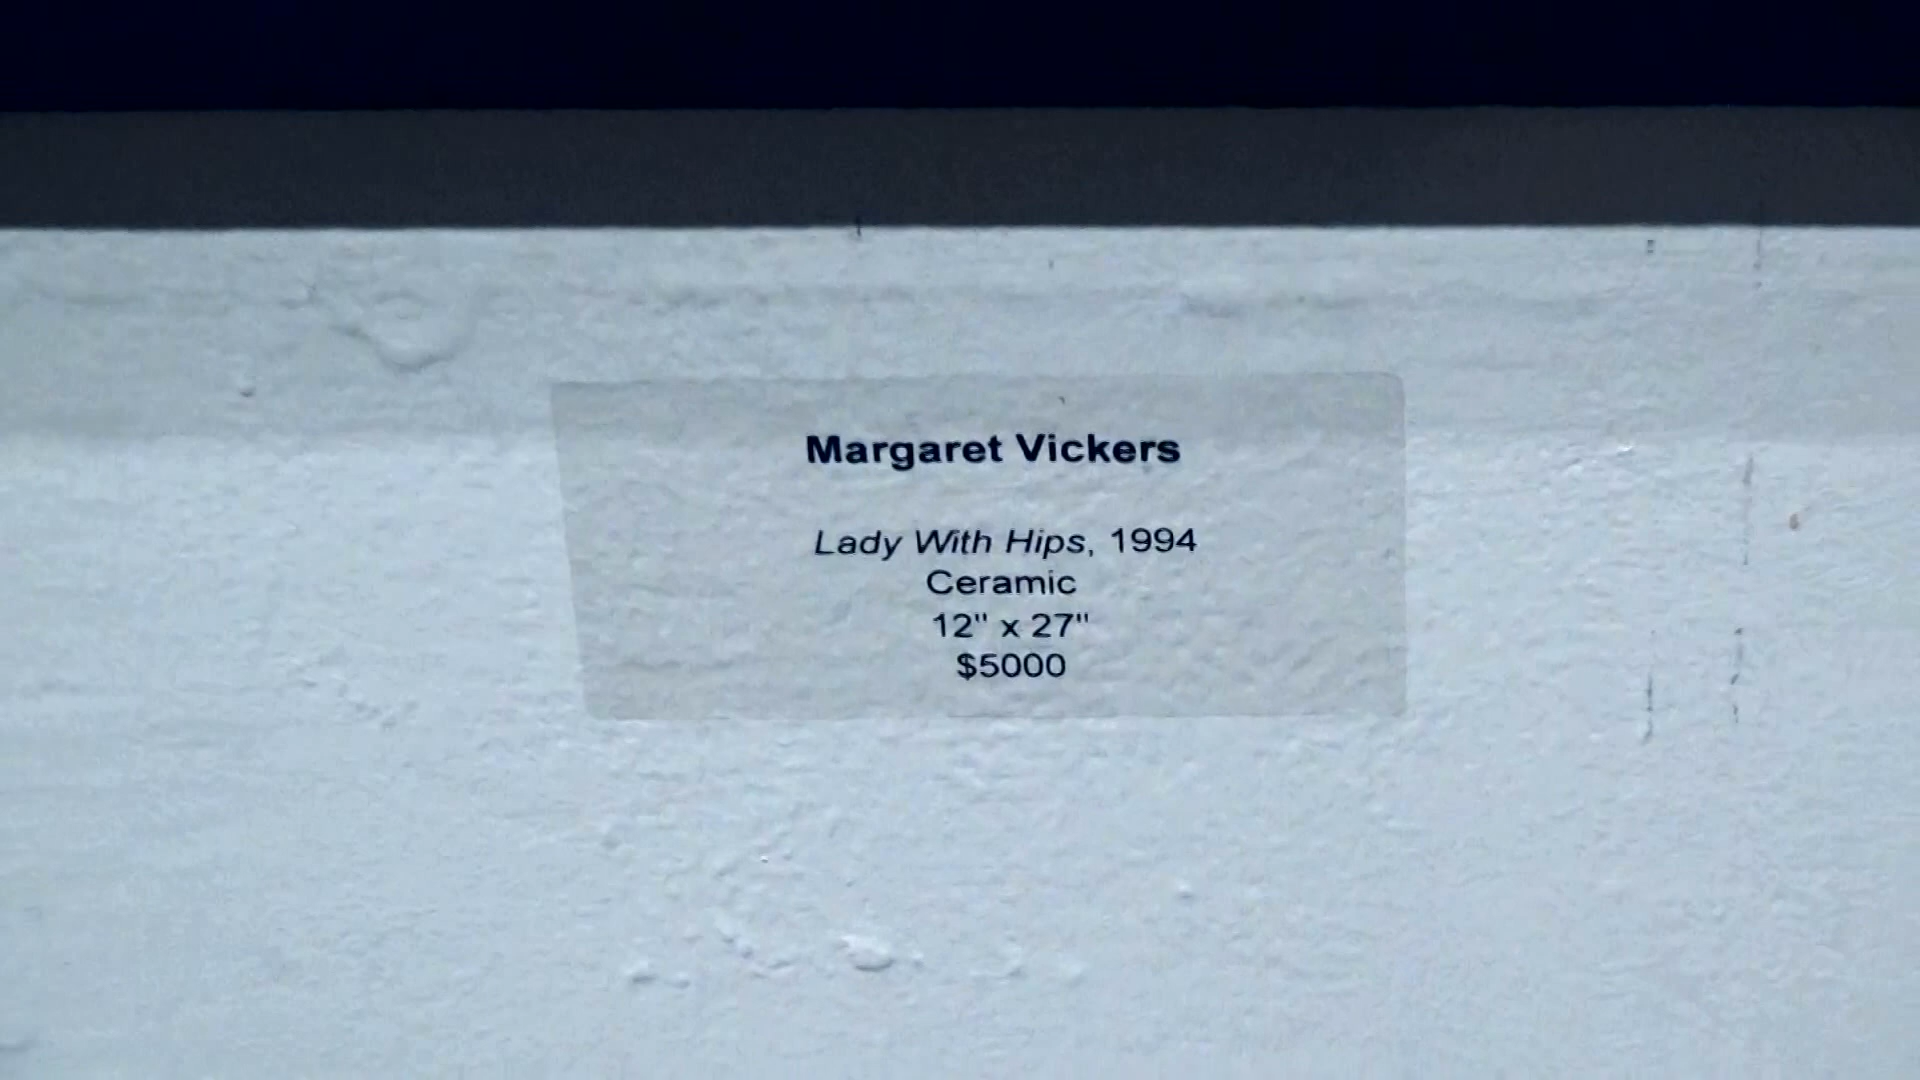 Margaret Vickers
Lady With Hips, 1994
Ceramic
12" x 27"
$5000